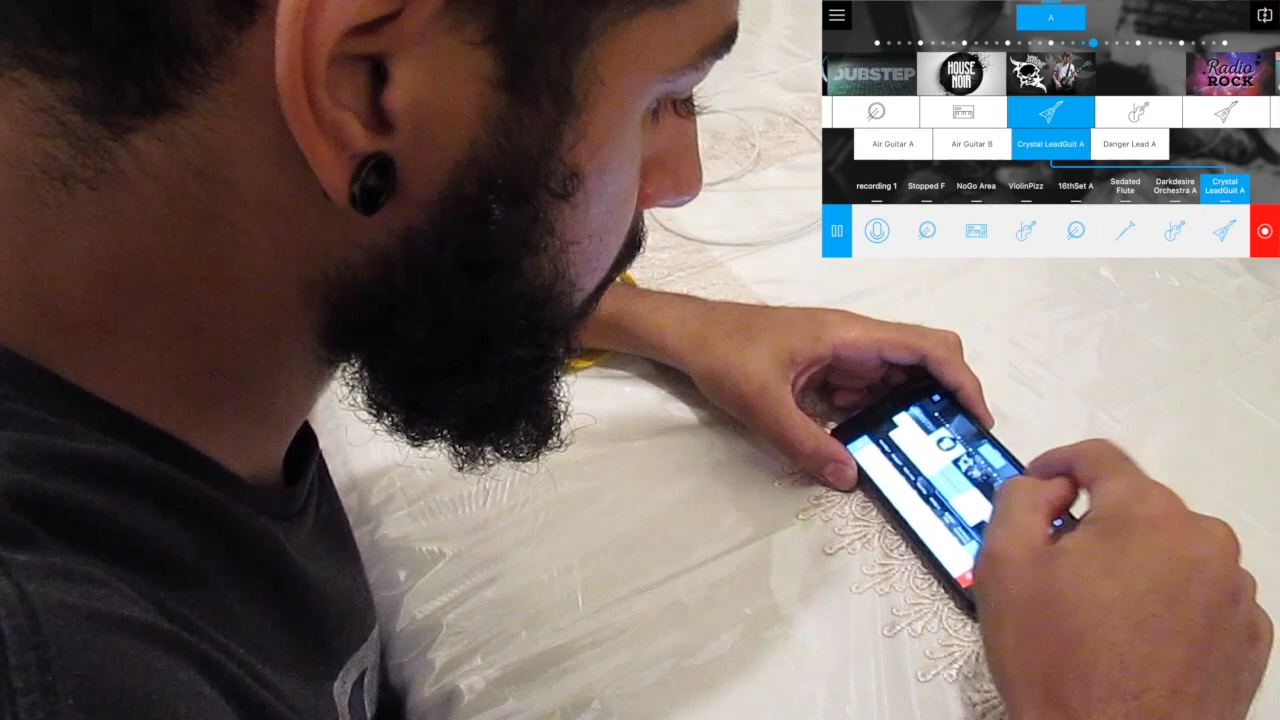 A
DUBSTEP
HOUSE
NOIR
Radio
ROCK
Air Guitar A
Air Guitar B
Crystal LeadGuit A
Danger Lead A
recording 1
Stopped F
NoGo Area
ViolinPizz
16thSet A
Sedated
Flute
Darkdesire
Orchestra A
Crystal
LeadGuit A